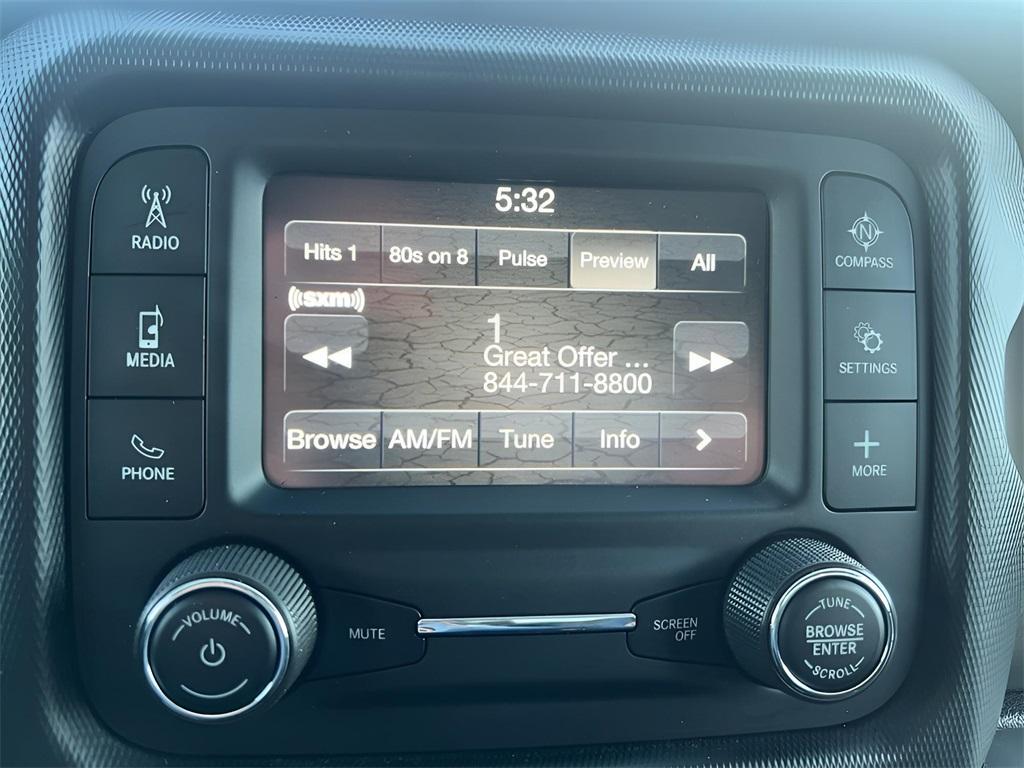 5:32
Hits 1 80s on 8 Pulse Preview All
((sxm))
1
Great Offer ...
844-711-8800
Browse AM/FM Tune Info >
RADIO
MEDIA
PHONE
N
COMPASS
SETTINGS
MORE
VOLUME
MUTE
SCREEN
OFF
TUNE
BROWSE
ENTER
SCROLL